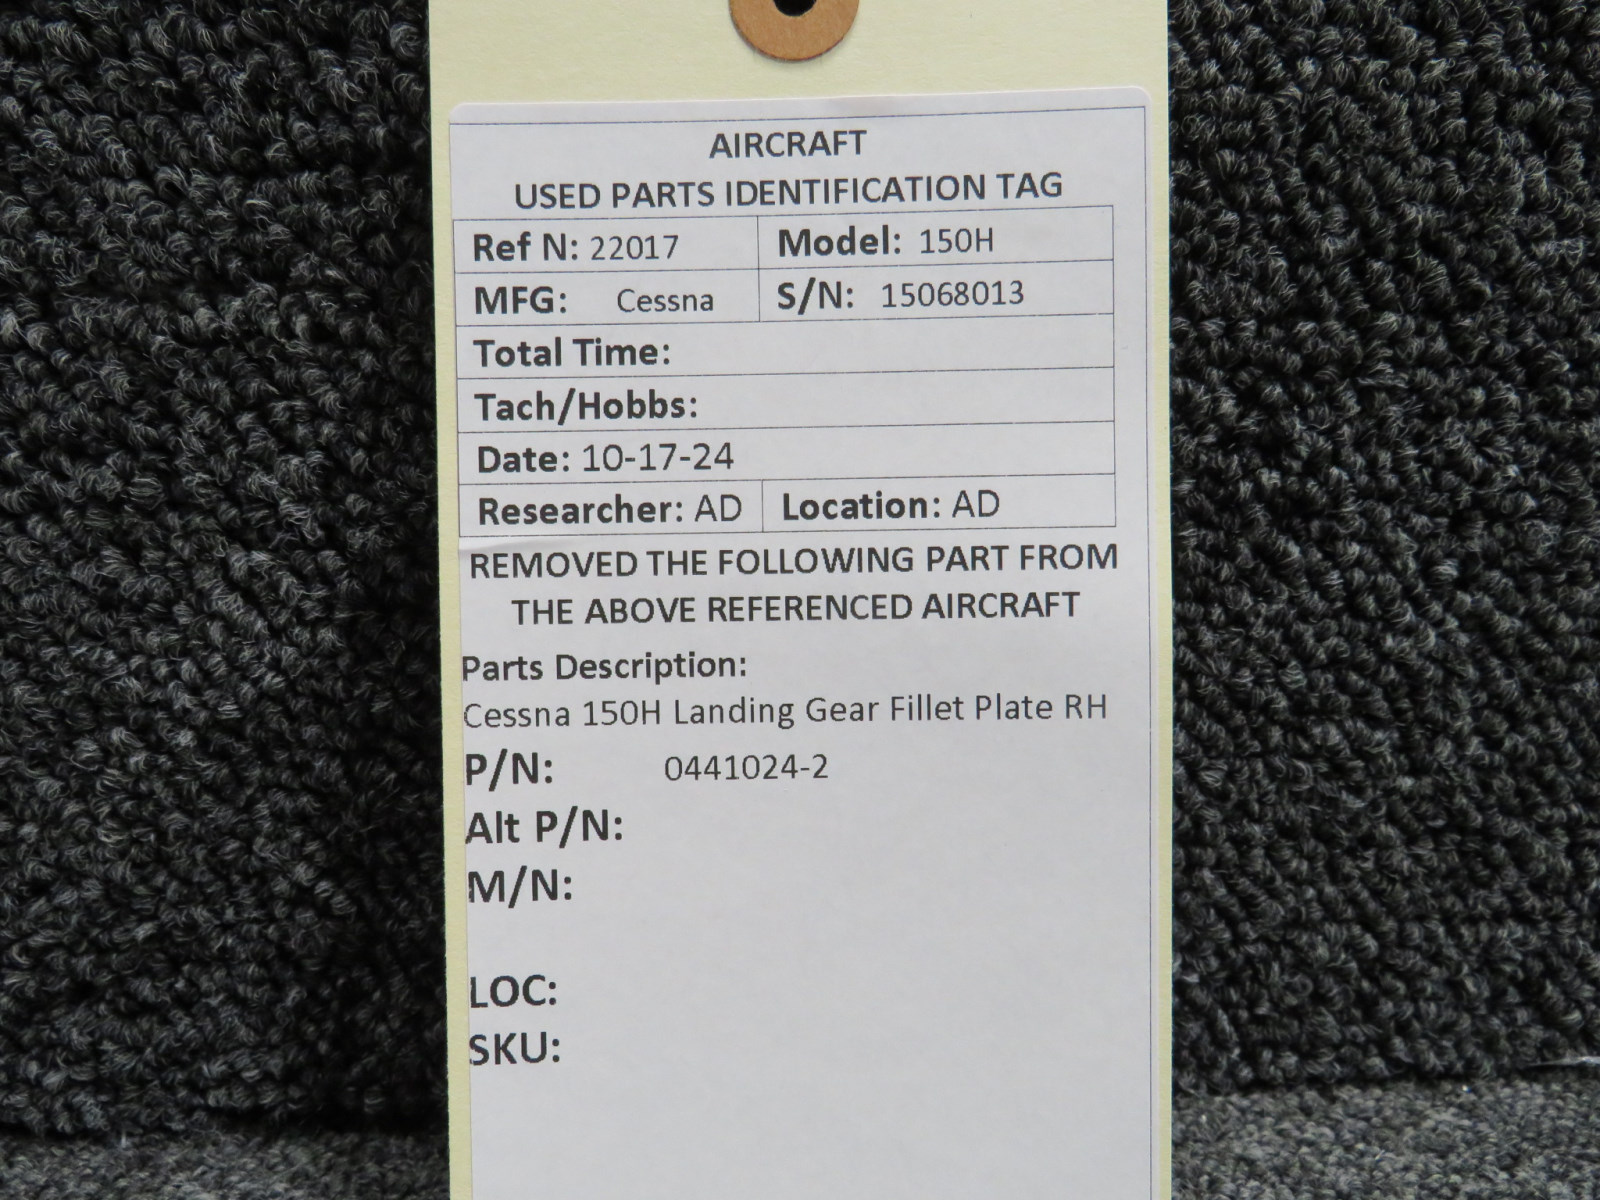 AIRCRAFT
USED PARTS IDENTIFICATION TAG
Ref N: 22017 Model: 150H
MFG: Cessna S/N: 15068013
Total Time:
Tach/Hobbs:
Date: 10-17-24
Researcher: AD Location: AD
REMOVED THE FOLLOWING PART FROM
THE ABOVE REFERENCED AIRCRAFT
Parts Description:
Cessna 150H Landing Gear Fillet Plate RH
P/N: 0441024-2
Alt P/N:
M/N:
LOC:
SKU: